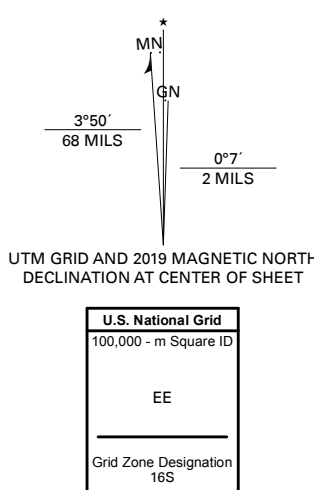 ★
MN
GN
3°50´
68 MILS
0°7´
2 MILS
UTM GRID AND 2019 MAGNETIC NORTH
DECLINATION AT CENTER OF SHEET
U.S. National Grid
100,000 - m Square ID
EE
Grid Zone Designation
16S